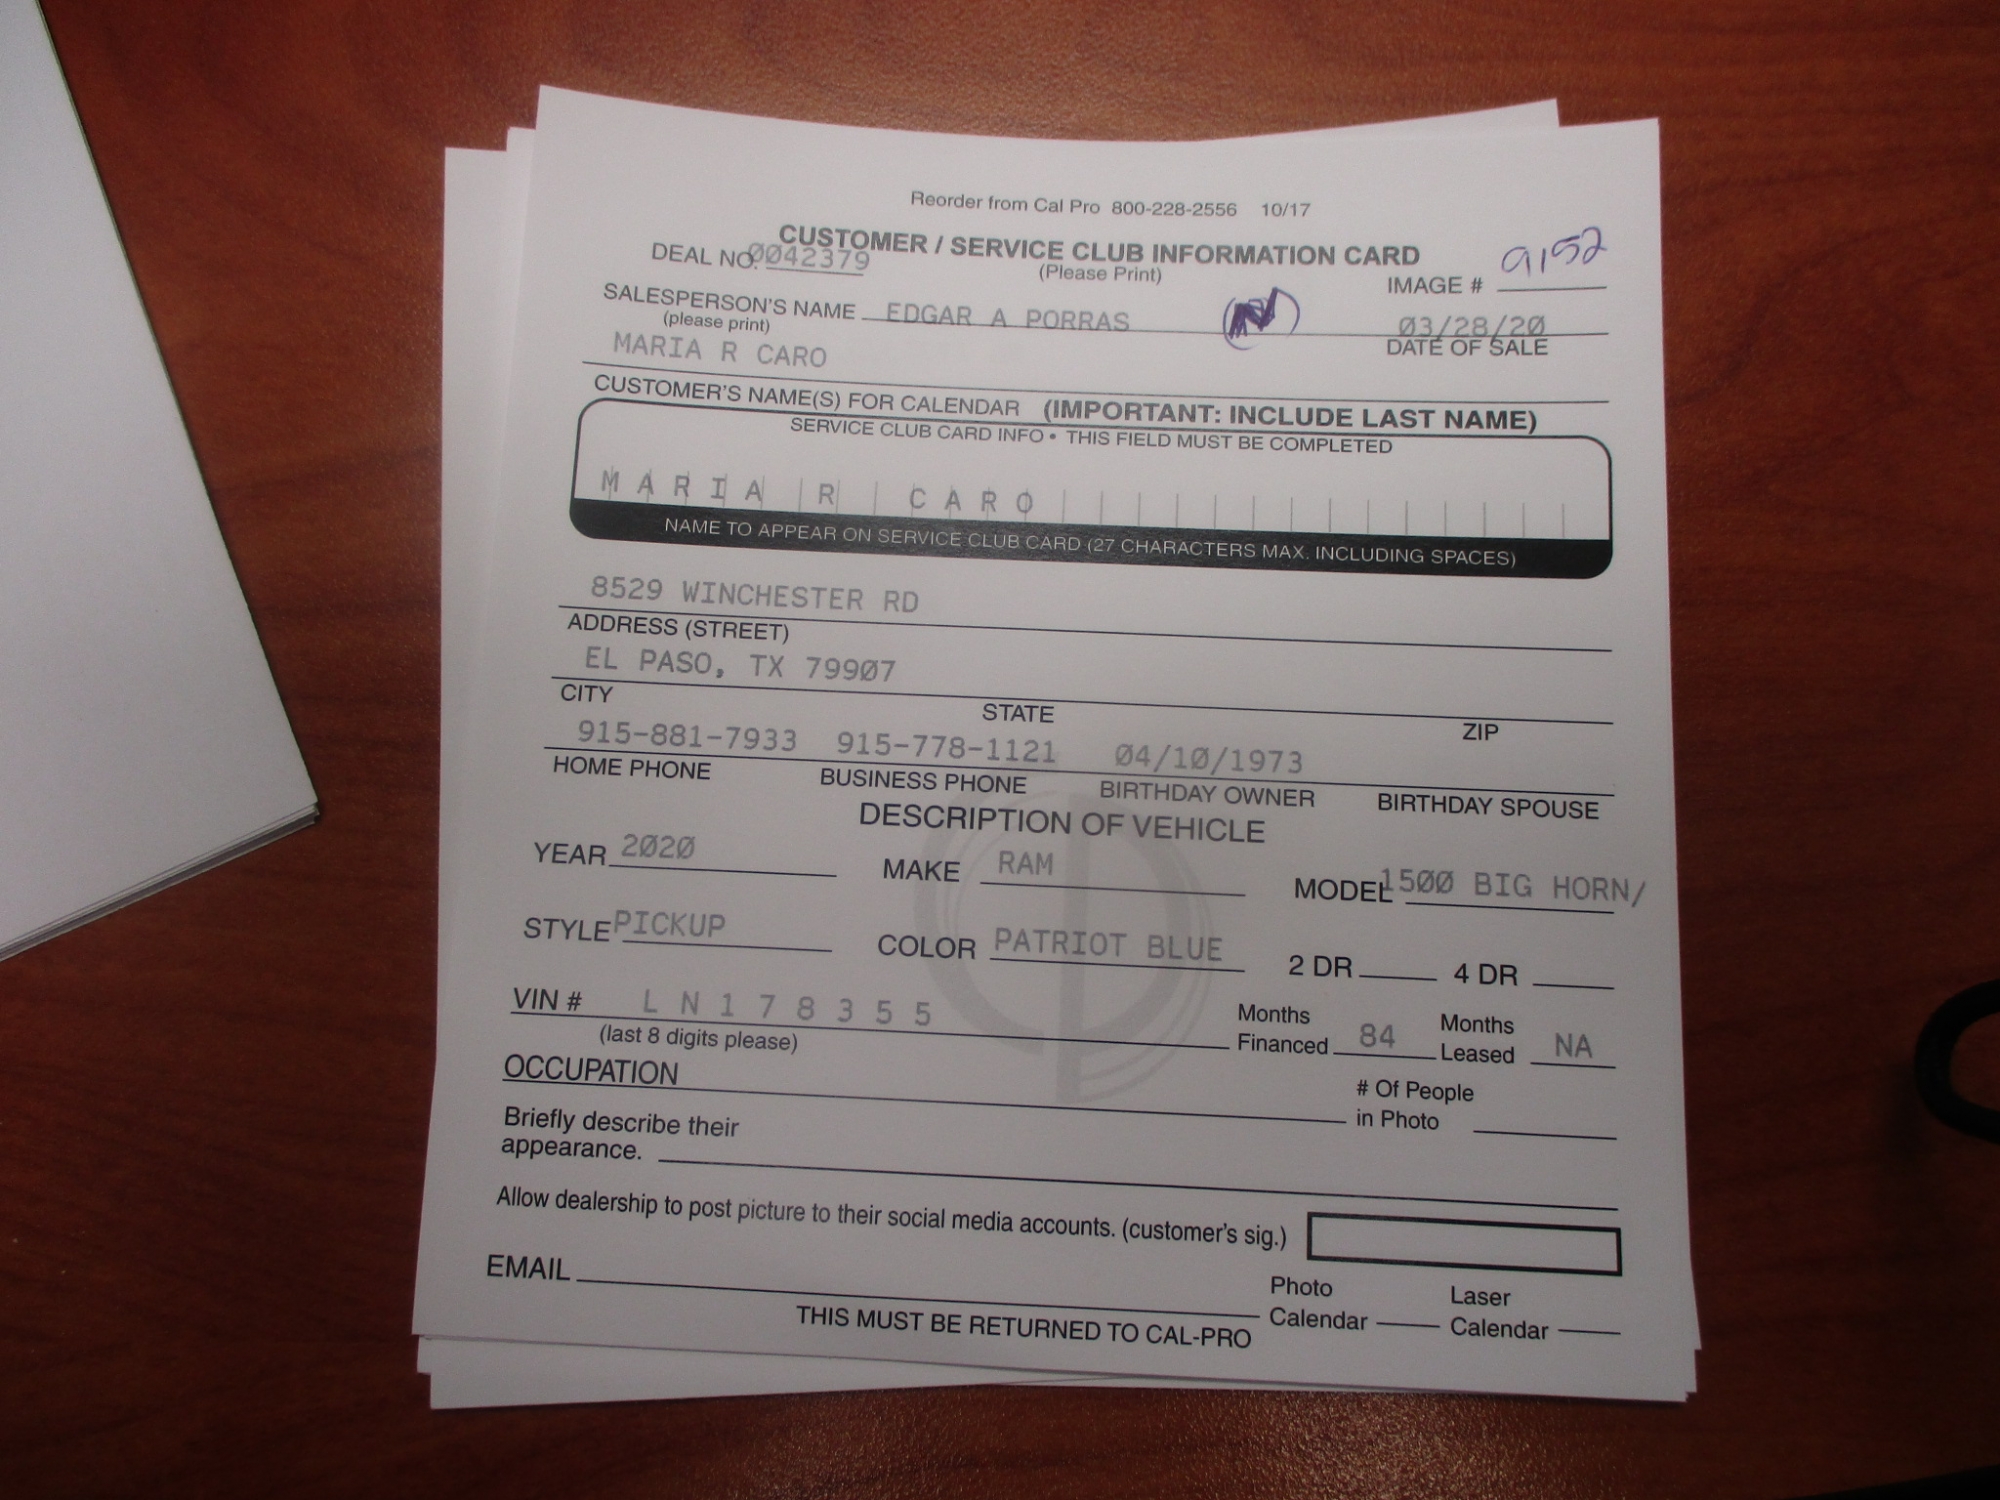 Reorder from Cal Pro 800-228-2556 10/17
CUSTOMER / SERVICE CLUB INFORMATION CARD
DEAL NO. 0042379 (Please Print) IMAGE # 9152
SALESPERSON'S NAME EDGAR A PORRAS 03/28/20
(please print) DATE OF SALE
MARIA R CARO
CUSTOMER'S NAME(S) FOR CALENDAR (IMPORTANT: INCLUDE LAST NAME)
SERVICE CLUB CARD INFO • THIS FIELD MUST BE COMPLETED
MARIA R CARO
NAME TO APPEAR ON SERVICE CLUB CARD (27 CHARACTERS MAX. INCLUDING SPACES)
8529 WINCHESTER RD
ADDRESS (STREET)
EL PASO, TX 79907
CITY STATE ZIP
915-881-7933 915-778-1121 04/10/1973
HOME PHONE BUSINESS PHONE BIRTHDAY OWNER BIRTHDAY SPOUSE
DESCRIPTION OF VEHICLE
YEAR 2020 MAKE RAM MODEL 1500 BIG HORN/
STYLE PICKUP COLOR PATRIOT BLUE 2 DR 4 DR
VIN # L N 1 7 8 3 5 5 Months Financed 84 Months Leased NA
(last 8 digits please)
OCCUPATION # Of People in Photo
Briefly describe their
appearance.
Allow dealership to post picture to their social media accounts. (customer's sig.)
EMAIL Photo Calendar Laser Calendar
THIS MUST BE RETURNED TO CAL-PRO